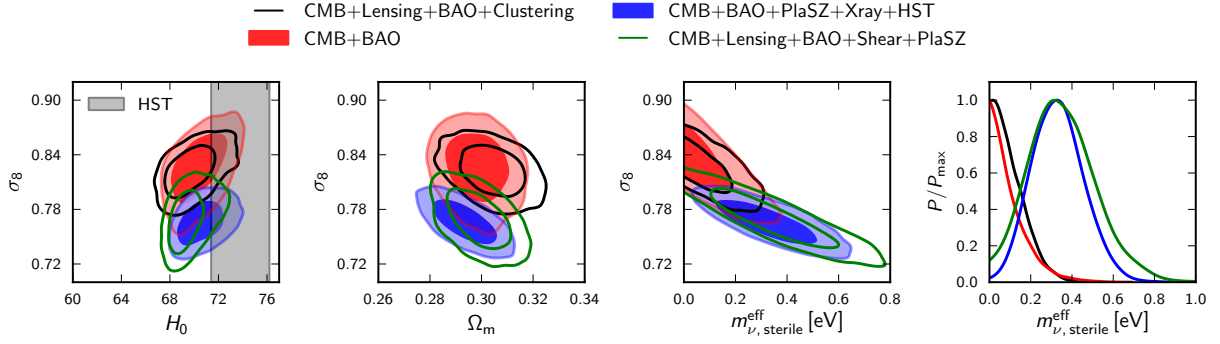 CMB+Lensing+BAO+Clustering
CMB+BAO+PlaSZ+Xray+HST
CMB+BAO
CMB+Lensing+BAO+Shear+PlaSZ
HST
σ8
0.90
0.84
0.78
0.72
60 64 68 72 76
H0
σ8
0.90
0.84
0.78
0.72
0.26 0.28 0.30 0.32 0.34
Ωm
σ8
0.90
0.84
0.78
0.72
0.0 0.2 0.4 0.6 0.8
m^eff_ν, sterile [eV]
P/Pmax
1.0
0.8
0.6
0.4
0.2
0.0
0.0 0.2 0.4 0.6 0.8 1.0
m^eff_ν, sterile [eV]